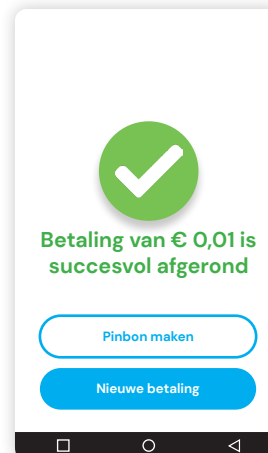 Betaling van € 0,01 is
succesvol afgerond
Pinbon maken
Nieuwe betaling